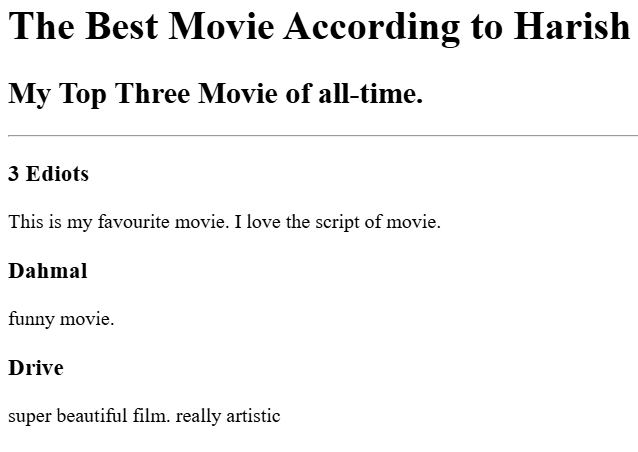 The Best Movie According to Harish
My Top Three Movie of all-time.
3 Ediots
This is my favourite movie. I love the script of movie.
Dahmal
funny movie.
Drive
super beautiful film. really artistic